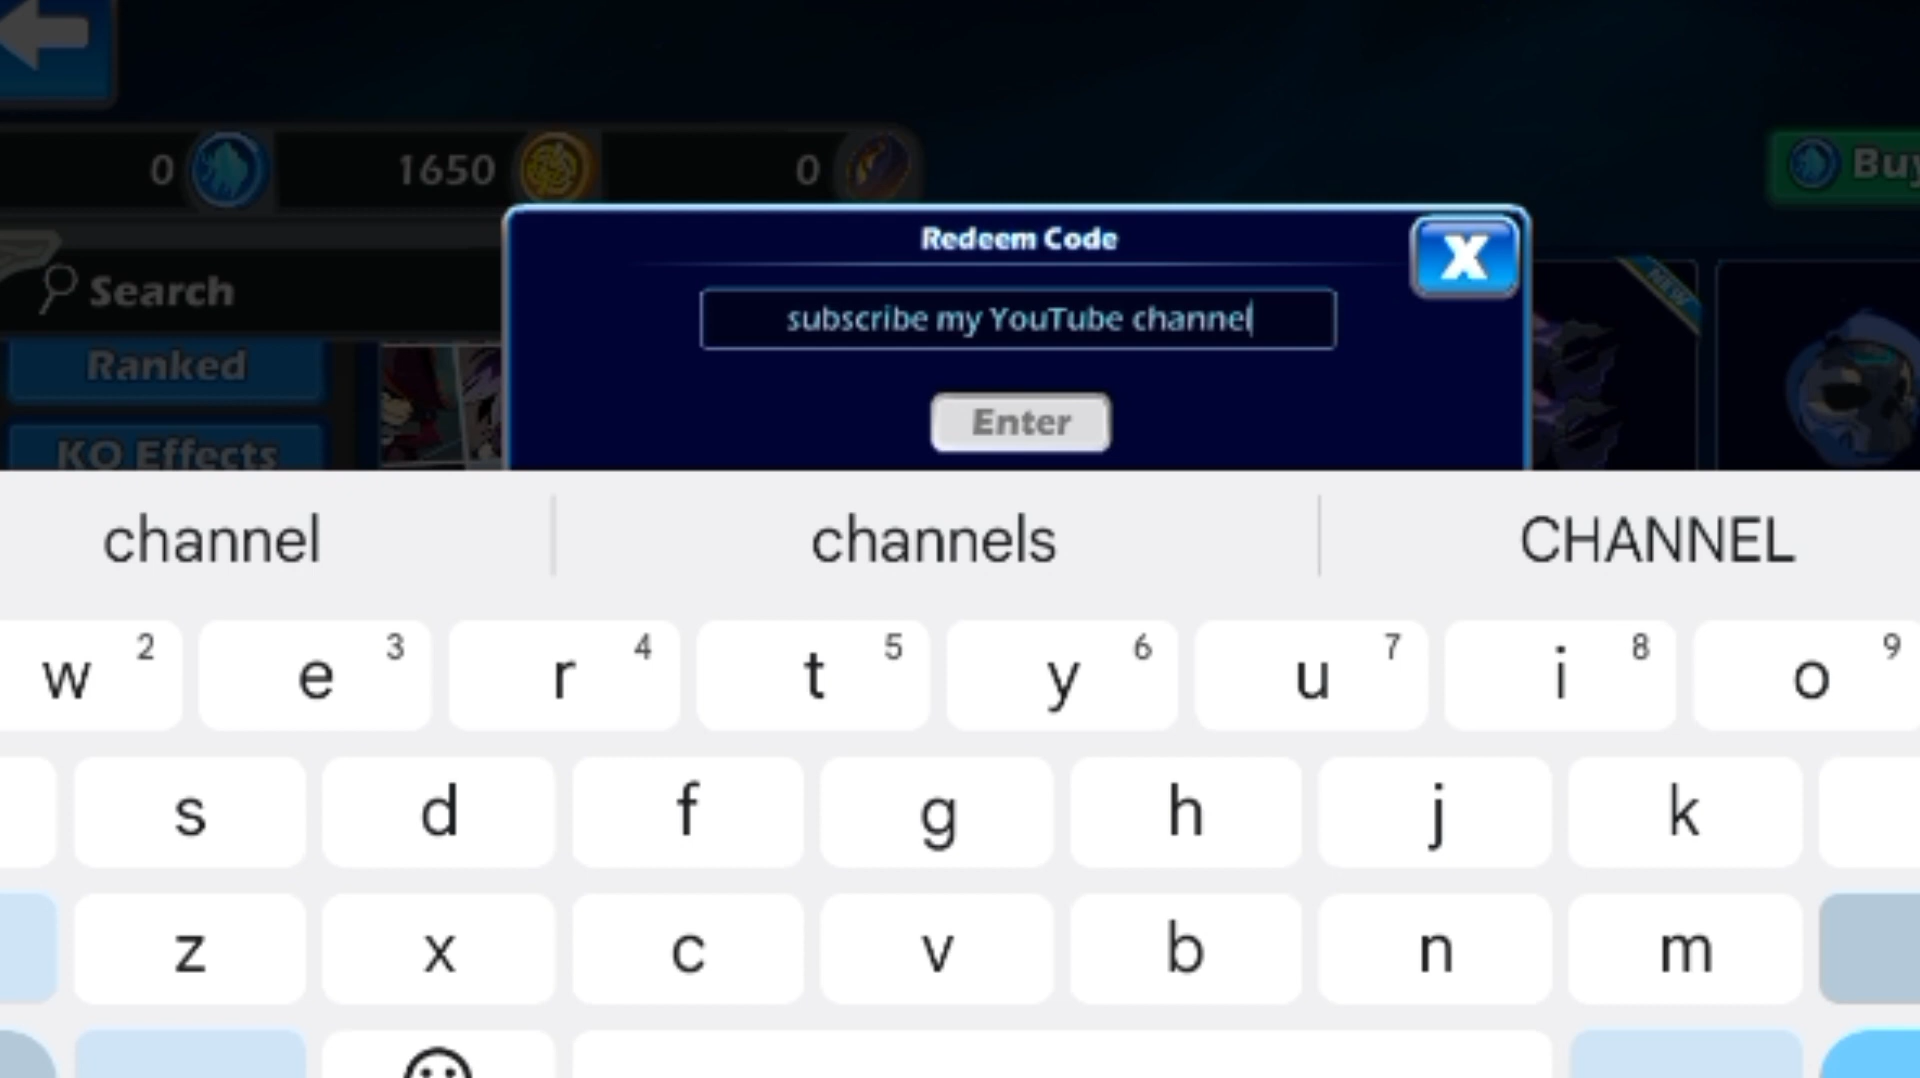 0 1650 0 Buy
Redeem Code X
Search
subscribe my YouTube channel
Ranked
Enter
KO Effects
NEW
channel channels CHANNEL
w 2 e 3 r 4 t 5 y 6 u 7 i 8 o 9
s d f g h j k
z x c v b n m